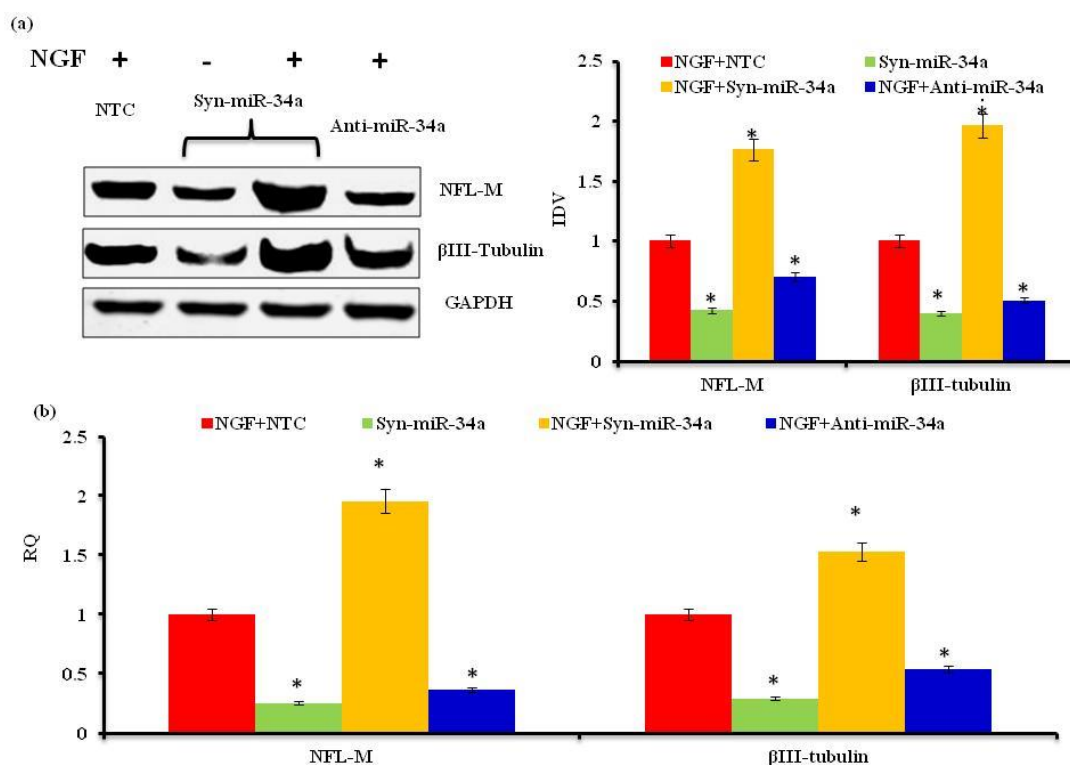 (a)
NGF + - + +
NTC Syn-miR-34a Anti-miR-34a
NFL-M
βIII-Tubulin
GAPDH
NGF+NTC Syn-miR-34a
NGF+Syn-miR-34a NGF+Anti-miR-34a
2.5
2
1.5
1
0.5
0
IDV
* * * * * *
NFL-M βIII-tubulin
(b)
NGF+NTC Syn-miR-34a NGF+Syn-miR-34a NGF+Anti-miR-34a
2.5
2
1.5
1
0.5
0
RQ
* * * * * *
NFL-M βIII-tubulin